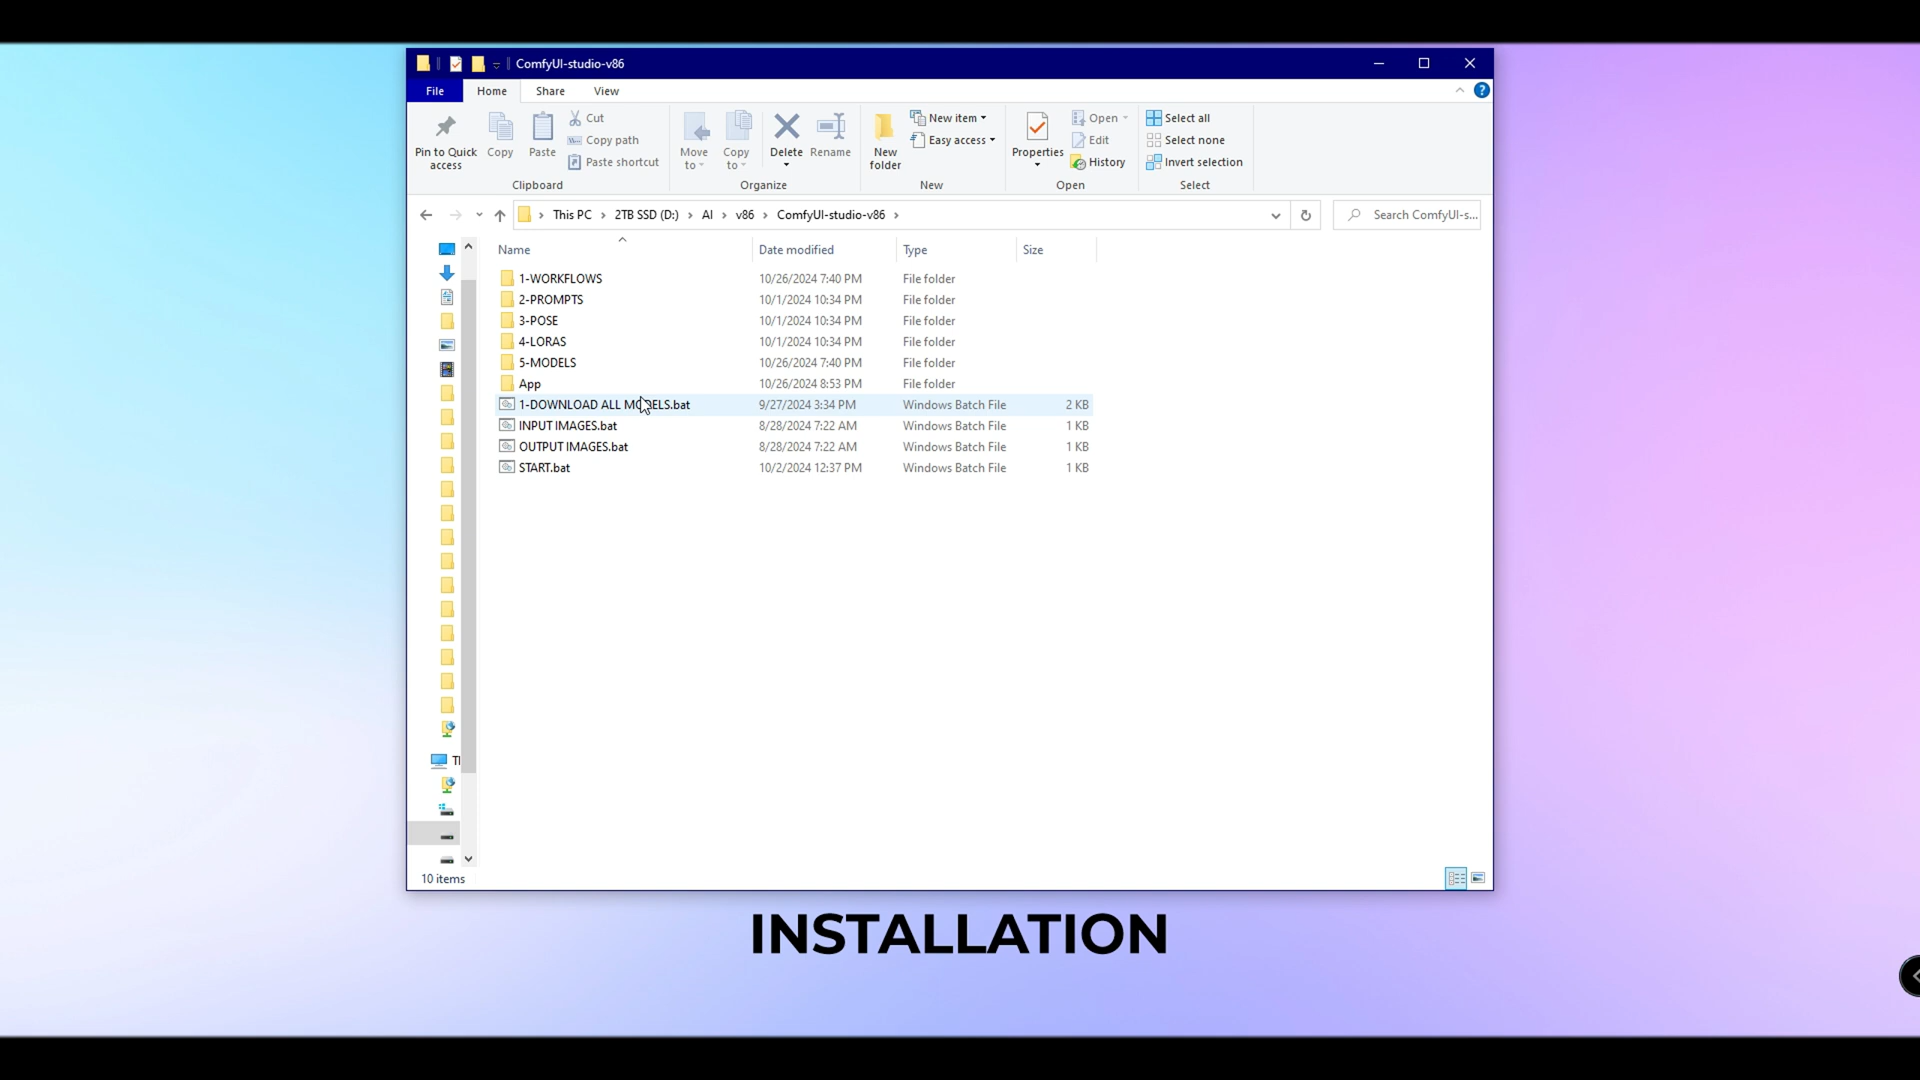 ComfyUI-studio-v86
File Home Share View
Pin to Quick access
Copy
Paste
Cut
Copy path
Paste shortcut
Clipboard
Move to
Copy to
Delete
Rename
Organize
New folder
New item
Easy access
New
Properties
Open
Edit
History
Open
Select all
Select none
Invert selection
Select
This PC > 2TB SSD (D:) > AI > v86 > ComfyUI-studio-v86 >
Search ComfyUI-s...
Name Date modified Type Size
1-WORKFLOWS 10/26/2024 7:40 PM File folder
2-PROMPTS 10/1/2024 10:34 PM File folder
3-POSE 10/1/2024 10:34 PM File folder
4-LORAS 10/1/2024 10:34 PM File folder
5-MODELS 10/26/2024 7:40 PM File folder
App 10/26/2024 8:53 PM File folder
1-DOWNLOAD ALL MODELS.bat 9/27/2024 3:34 PM Windows Batch File 2 KB
INPUT IMAGES.bat 8/28/2024 7:22 AM Windows Batch File 1 KB
OUTPUT IMAGES.bat 8/28/2024 7:22 AM Windows Batch File 1 KB
START.bat 10/2/2024 12:37 PM Windows Batch File 1 KB
10 items
INSTALLATION